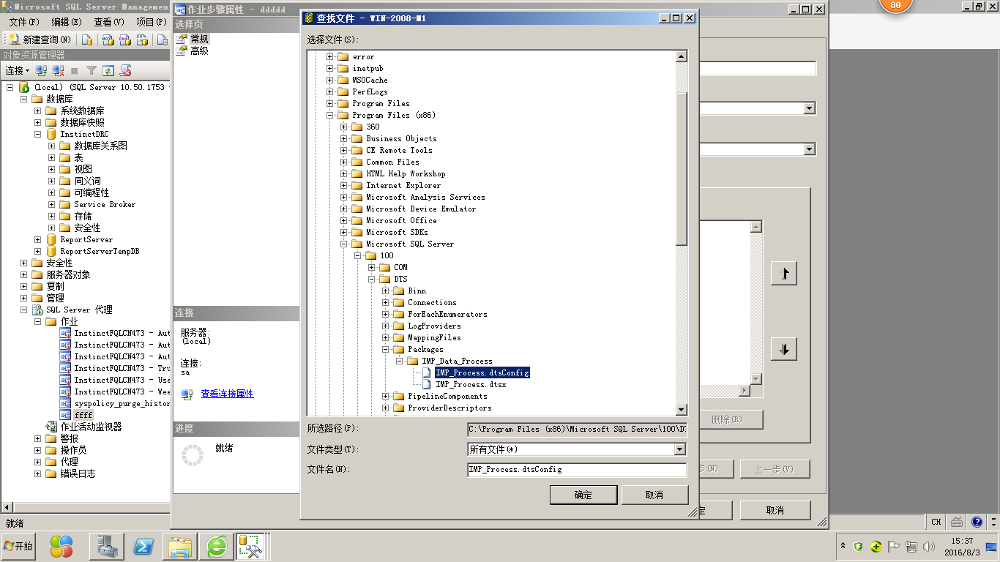 Microsoft SQL Server Managem
文件(F) 编辑(E) 查看(V) 项目(P)
新建查询(N)
对象资源管理器
连接
(local) (SQL Server 10.50.1753 -
数据库
系统数据库
数据库快照
InstinctDRC
数据库关系图
表
视图
同义词
可编程性
Service Broker
存储
安全性
ReportServer
ReportServerTempDB
安全性
服务器对象
复制
管理
SQL Server 代理
作业
InstinctFQLCN473 - Aut
InstinctFQLCN473 - Aut
InstinctFQLCN473 - Aut
InstinctFQLCN473 - Tru
InstinctFQLCN473 - Use
InstinctFQLCN473 - Wee
syspolicy_purge_histor
ffff
作业活动监视器
警报
操作员
代理
错误日志
就绪
作业步骤属性 - ddddd
选择页
常规
高级
连接
服务器:
(local)
连接:
sa
查看连接属性
进度
就绪
查找文件 - WIN-2008-M1
选择文件(S):
error
inetpub
MSOCache
PerfLogs
Program Files
Program Files (x86)
360
Business Objects
CE Remote Tools
Common Files
HTML Help Workshop
Internet Explorer
Microsoft Analysis Services
Microsoft Device Emulator
Microsoft Office
Microsoft SDKs
Microsoft SQL Server
100
COM
DTS
Binn
Connections
ForEachEnumerators
LogProviders
MappingFiles
Packages
IMP_Data_Process
IMP_Process.dtsConfig
IMP_Process.dtsx
PipelineComponents
ProviderDescriptors
所选路径(P): C:\Program Files (x86)\Microsoft SQL Server\100\D
文件类型(T): 所有文件(*)
文件名(N): IMP_Process.dtsConfig
确定 取消
删除(R)
步(N) 上一步(V)
定 取消
80
CH
开始
15:37
2016/8/3